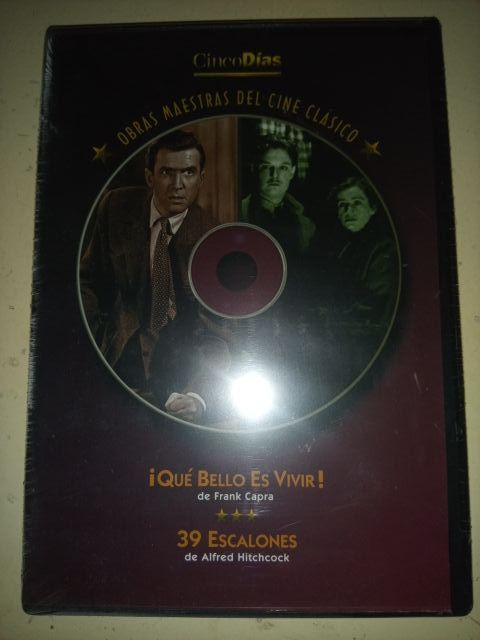 CincoDías
OBRAS MAESTRAS DEL CINE CLÁSICO
¡QUÉ BELLO ES VIVIR!
de Frank Capra
39 ESCALONES
de Alfred Hitchcock